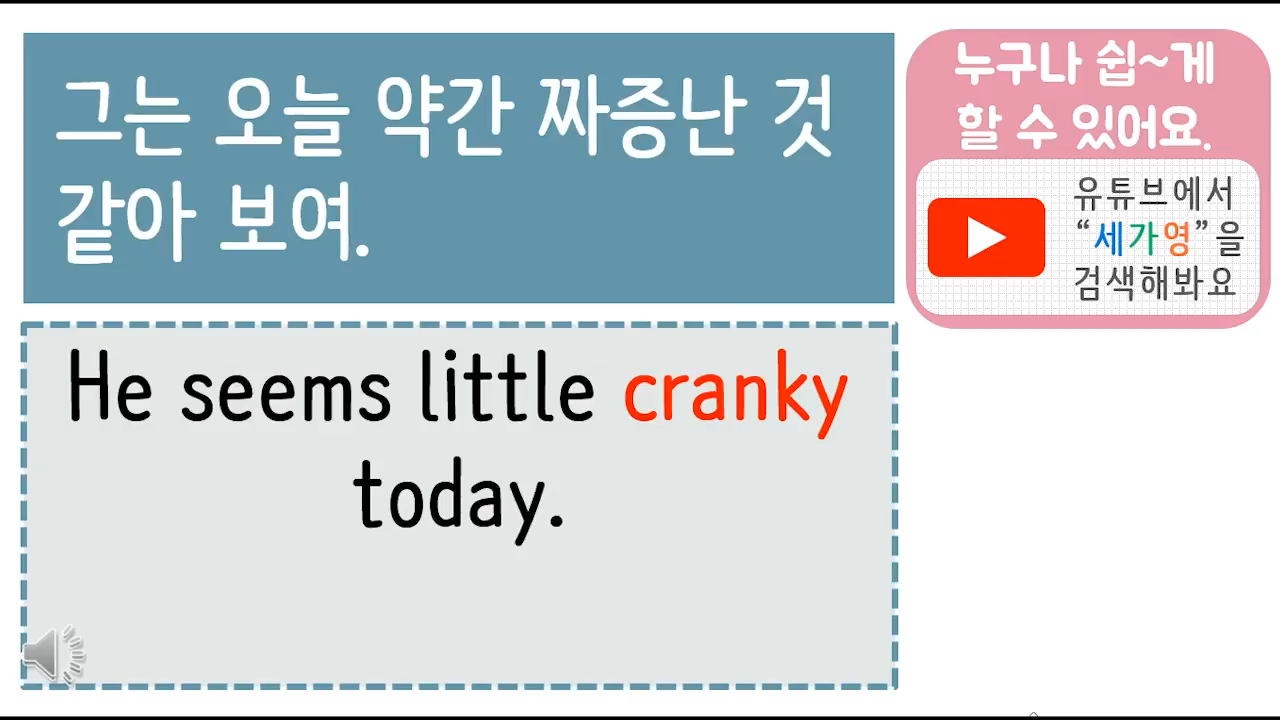 그는 오늘 약간 짜증난 것
같아 보여.
He seems little cranky
today.
누구나 쉽~게
할 수 있어요.
유튜브에서
“세가영”을
검색해봐요